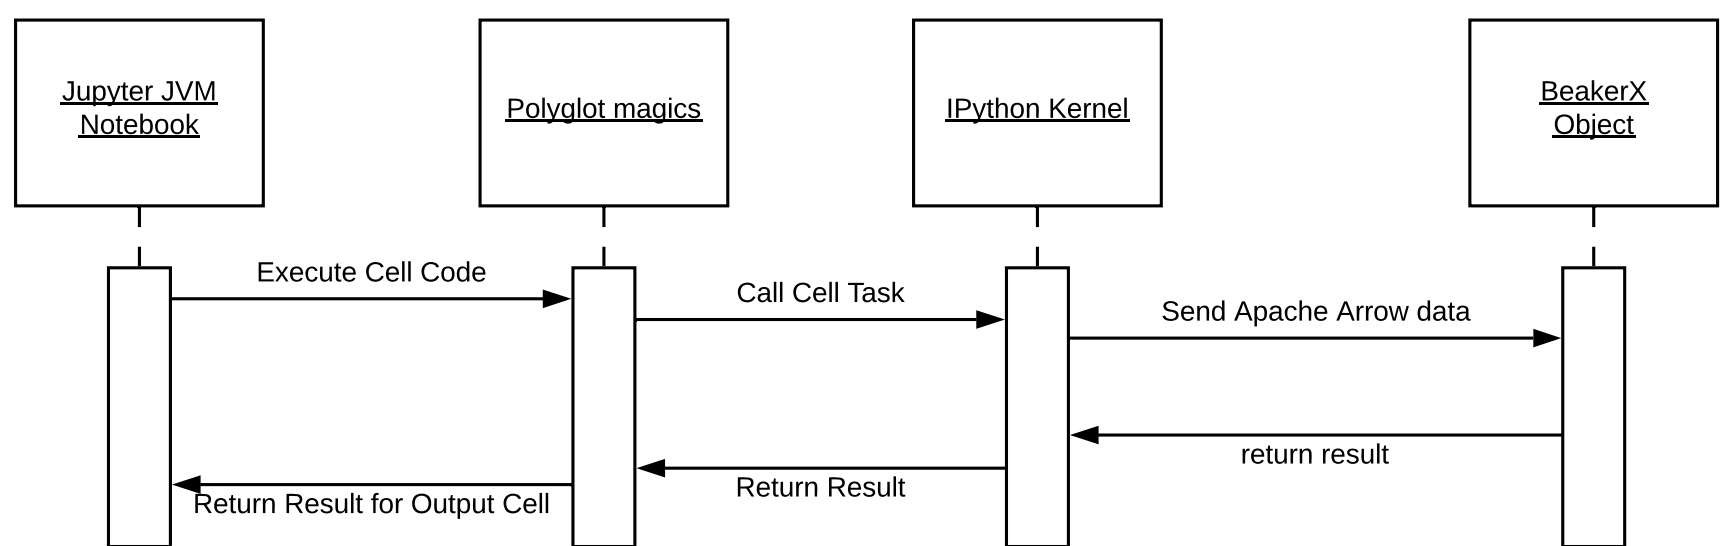 Jupyter JVM
Notebook
Polyglot magics
IPython Kernel
BeakerX
Object
Execute Cell Code
Call Cell Task
Send Apache Arrow data
return result
Return Result
Return Result for Output Cell